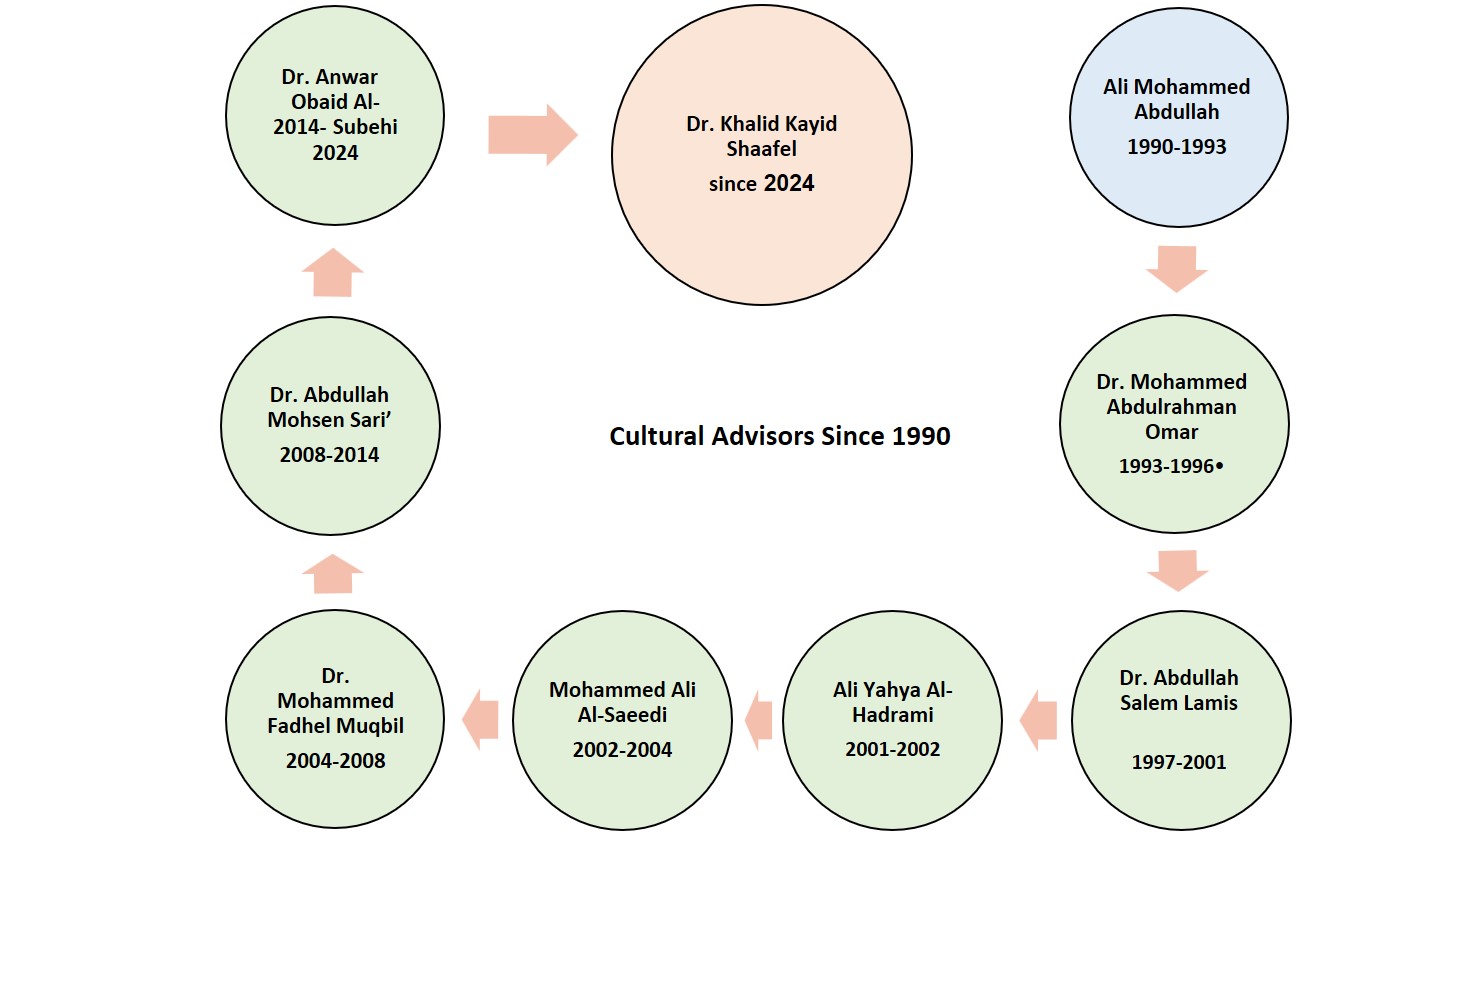 Cultural Advisors Since 1990
Ali Mohammed
Abdullah
1990-1993
Dr. Mohammed
Abdulrahman
Omar
1993-1996•
Dr. Abdullah
Salem Lamis
1997-2001
Ali Yahya Al-
Hadrami
2001-2002
Mohammed Ali
Al-Saeedi
2002-2004
Dr.
Mohammed
Fadhel Muqbil
2004-2008
Dr. Abdullah
Mohsen Sari’
2008-2014
Dr. Anwar
Obaid Al-
2014- Subehi
2024
Dr. Khalid Kayid
Shaafel
since 2024